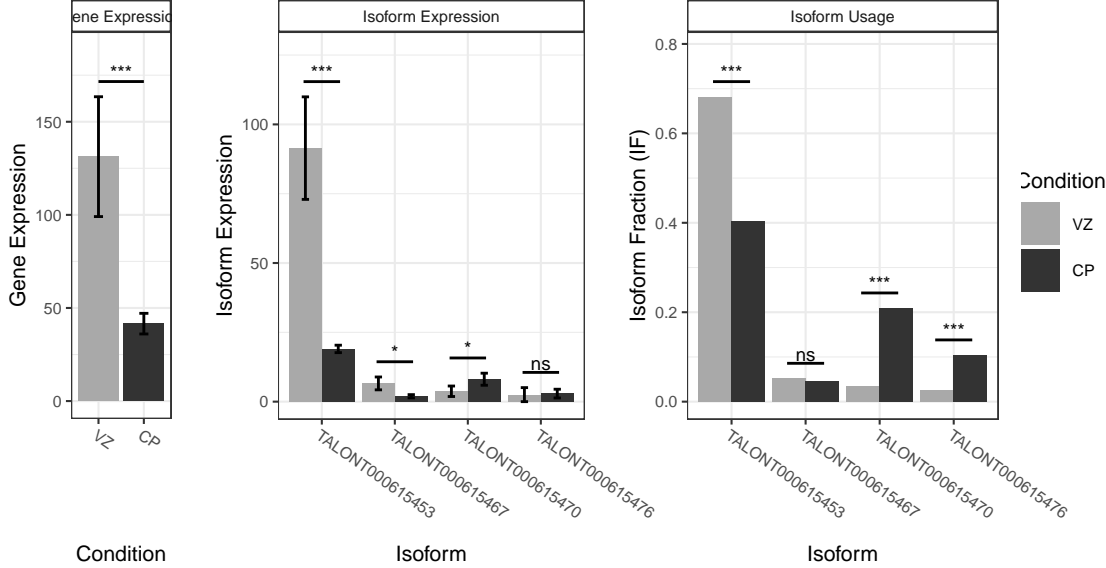 ene Expressio
Isoform Expression
Isoform Usage
Gene Expression
150
100
50
0
***
VZ
CP
Condition
Isoform Expression
100
50
0
***
*
*
ns
TALONT000615453
TALONT000615467
TALONT000615470
TALONT000615476
Isoform
Isoform Fraction (IF)
0.8
0.6
0.4
0.2
0.0
***
ns
***
***
TALONT000615453
TALONT000615467
TALONT000615470
TALONT000615476
Isoform
Condition
VZ
CP